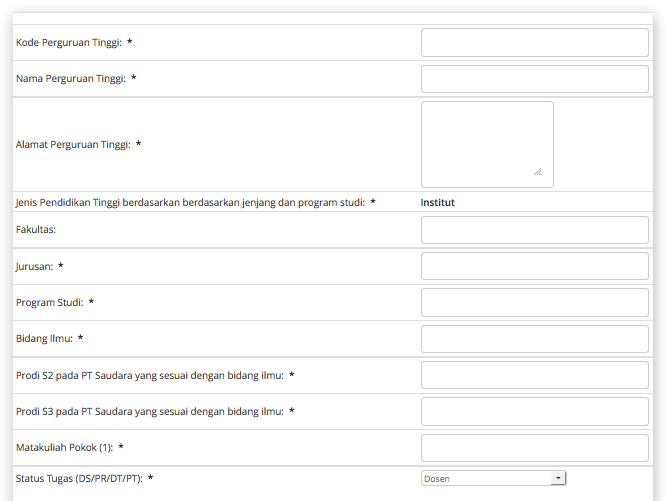 Kode Perguruan Tinggi: *
Nama Perguruan Tinggi: *
Alamat Perguruan Tinggi: *
Jenis Pendidikan Tinggi berdasarkan berdasarkan jenjang dan program studi: * Institut
Fakultas:
Jurusan: *
Program Studi: *
Bidang Ilmu: *
Prodi S2 pada PT Saudara yang sesuai dengan bidang ilmu: *
Prodi S3 pada PT Saudara yang sesuai dengan bidang ilmu: *
Matakuliah Pokok (1): *
Status Tugas (DS/PR/DT/PT): * Dosen